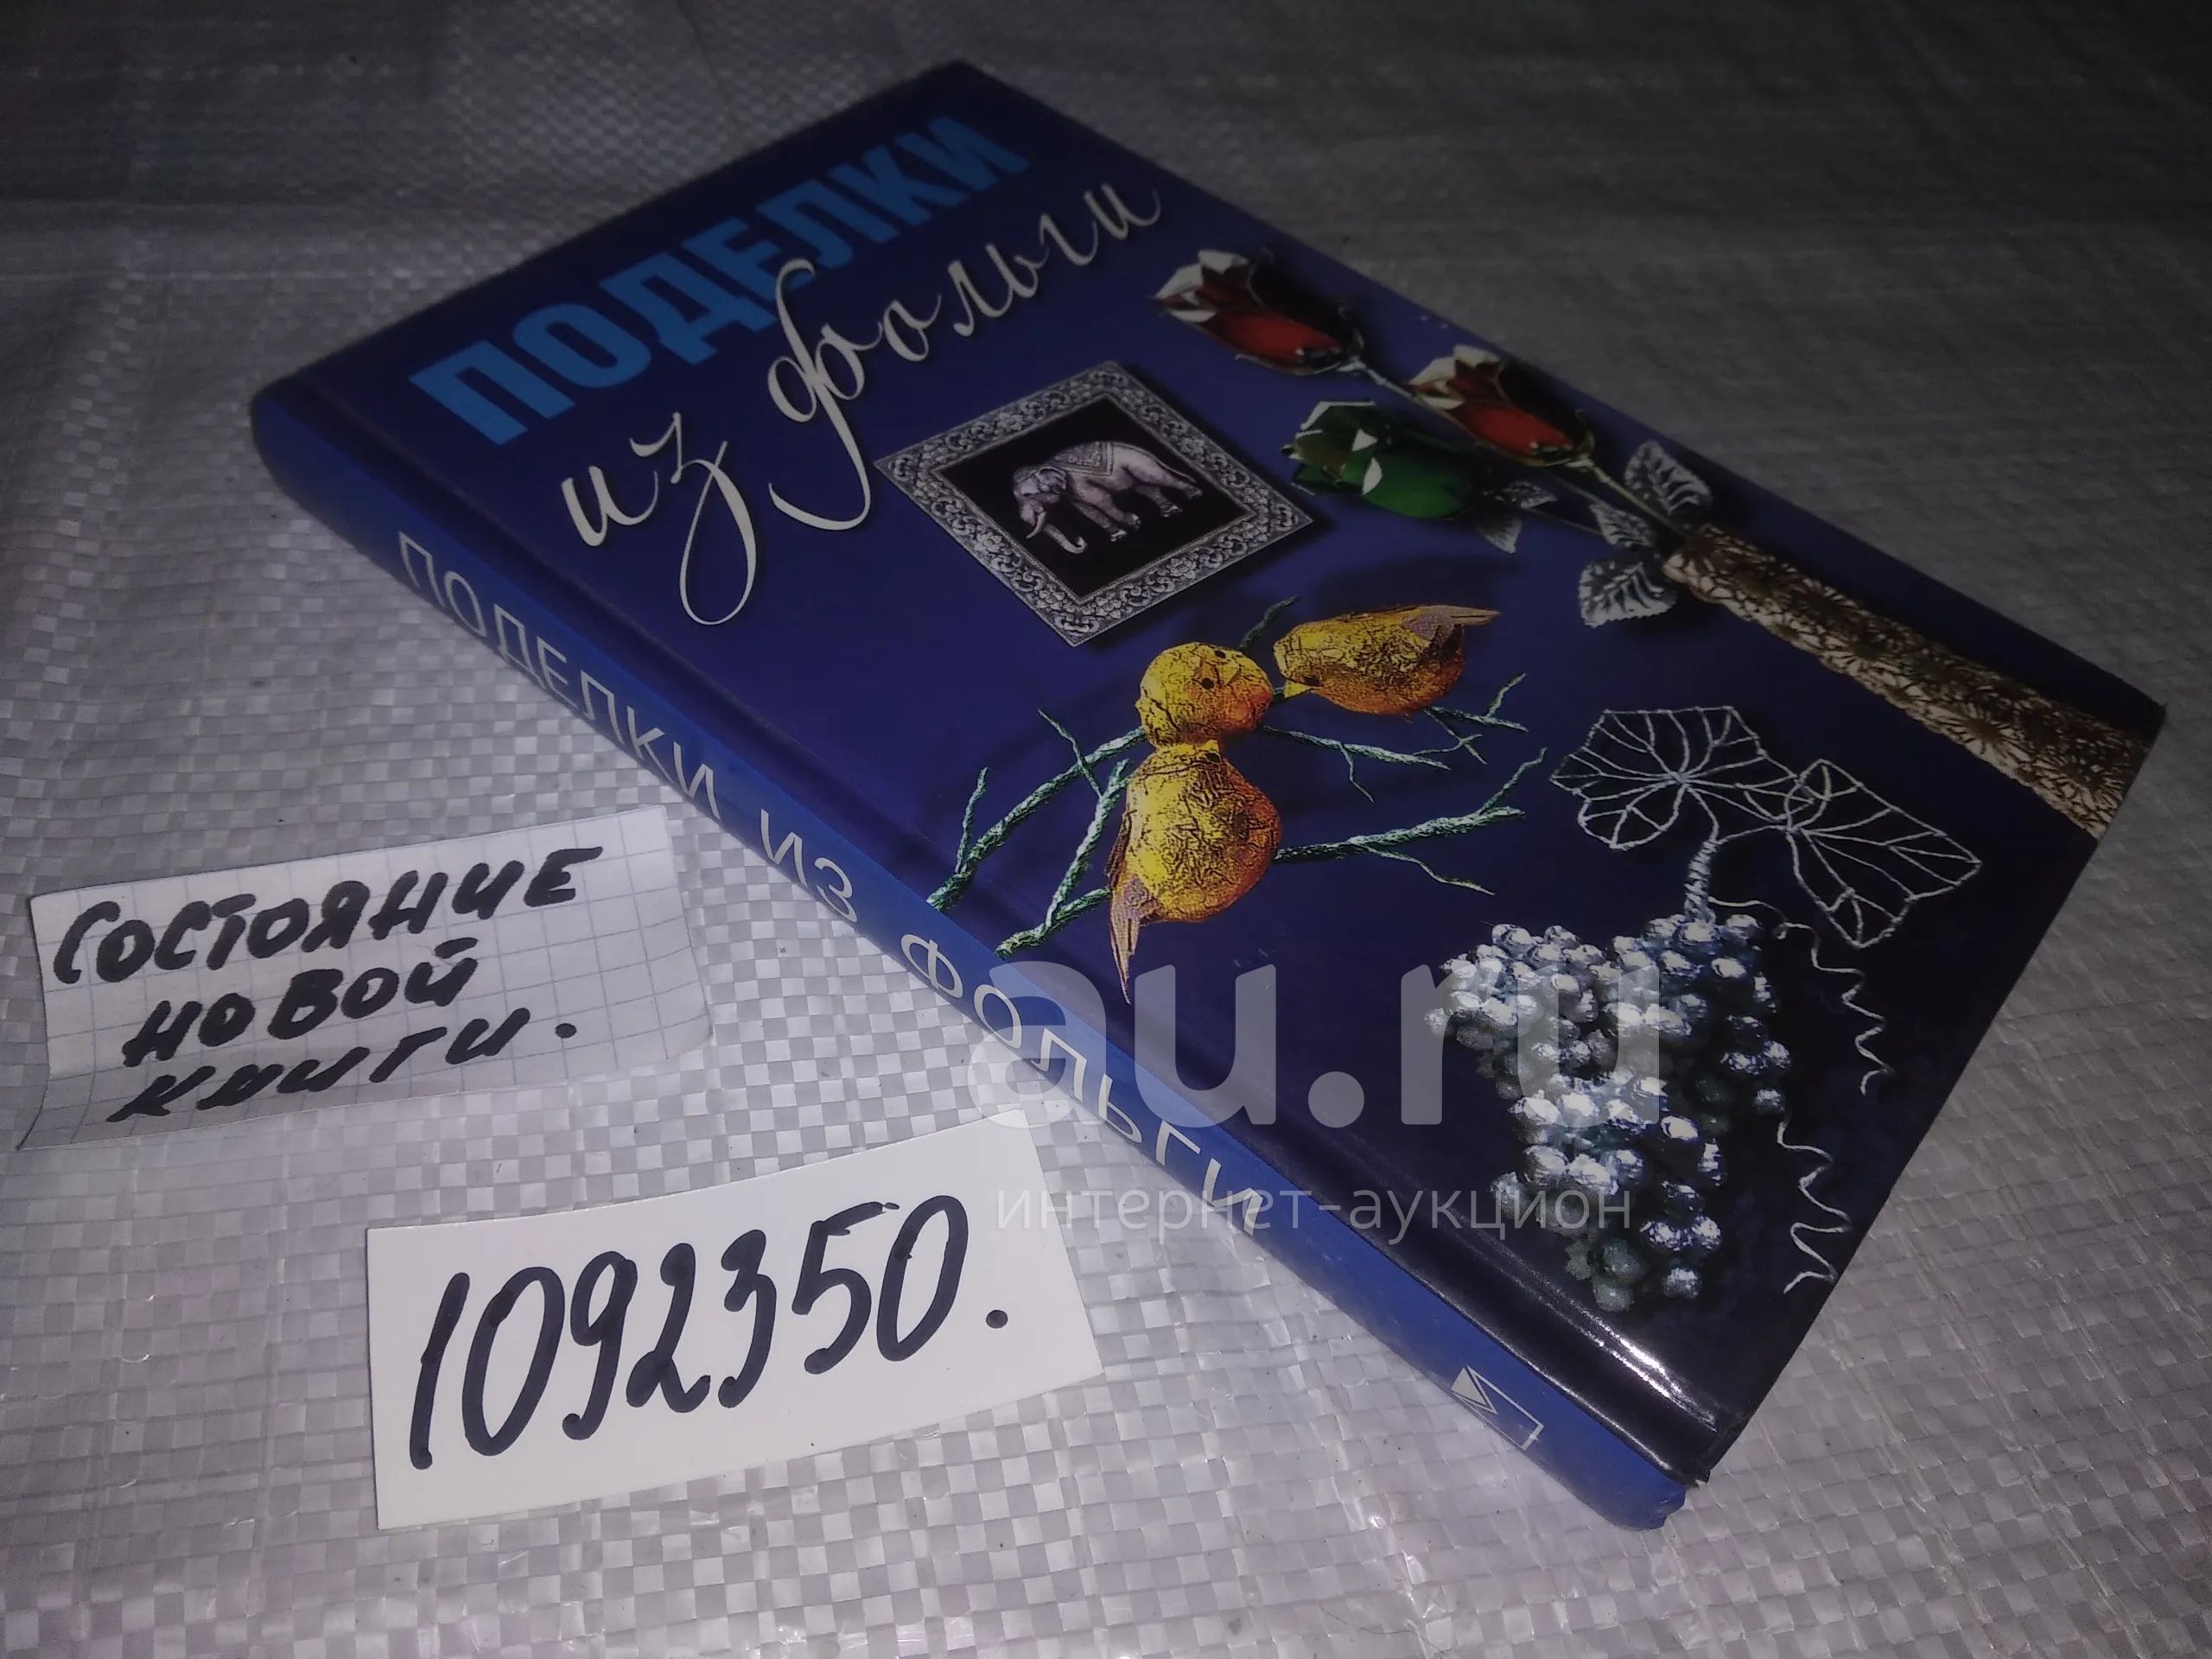 ПОДЕЛКИ
из фольги
ПОДЕЛКИ ИЗ ФОЛЬГИ
СОСТОЯНИЕ
НОВОЙ
КНИГИ.
1092350.
au.ru
интернет-аукцион